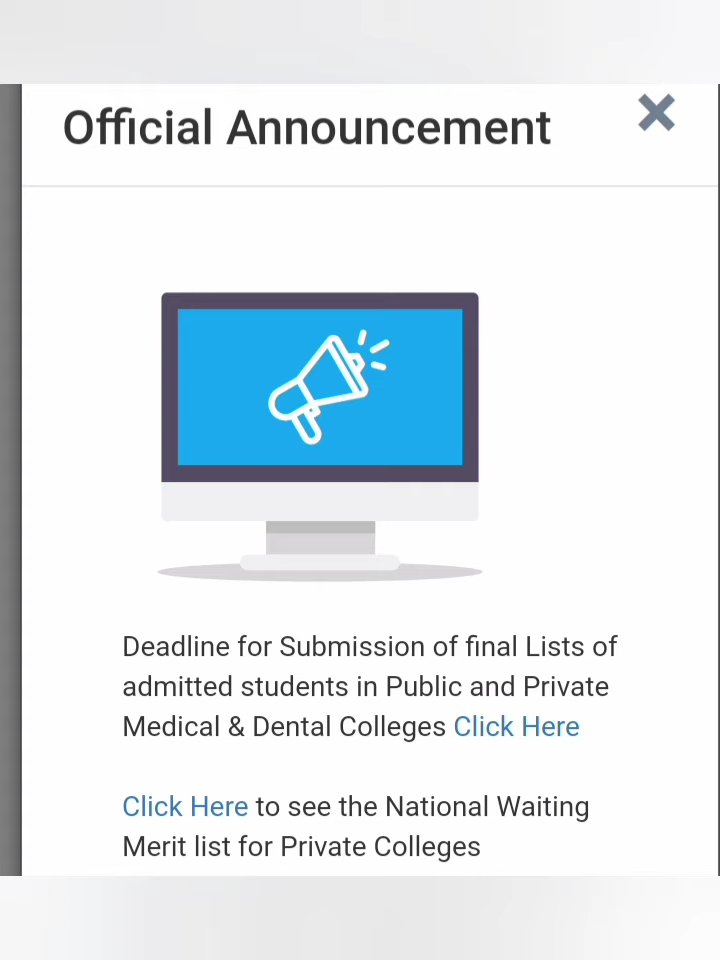 Official Announcement
Deadline for Submission of final Lists of
admitted students in Public and Private
Medical & Dental Colleges Click Here
Click Here to see the National Waiting
Merit list for Private Colleges